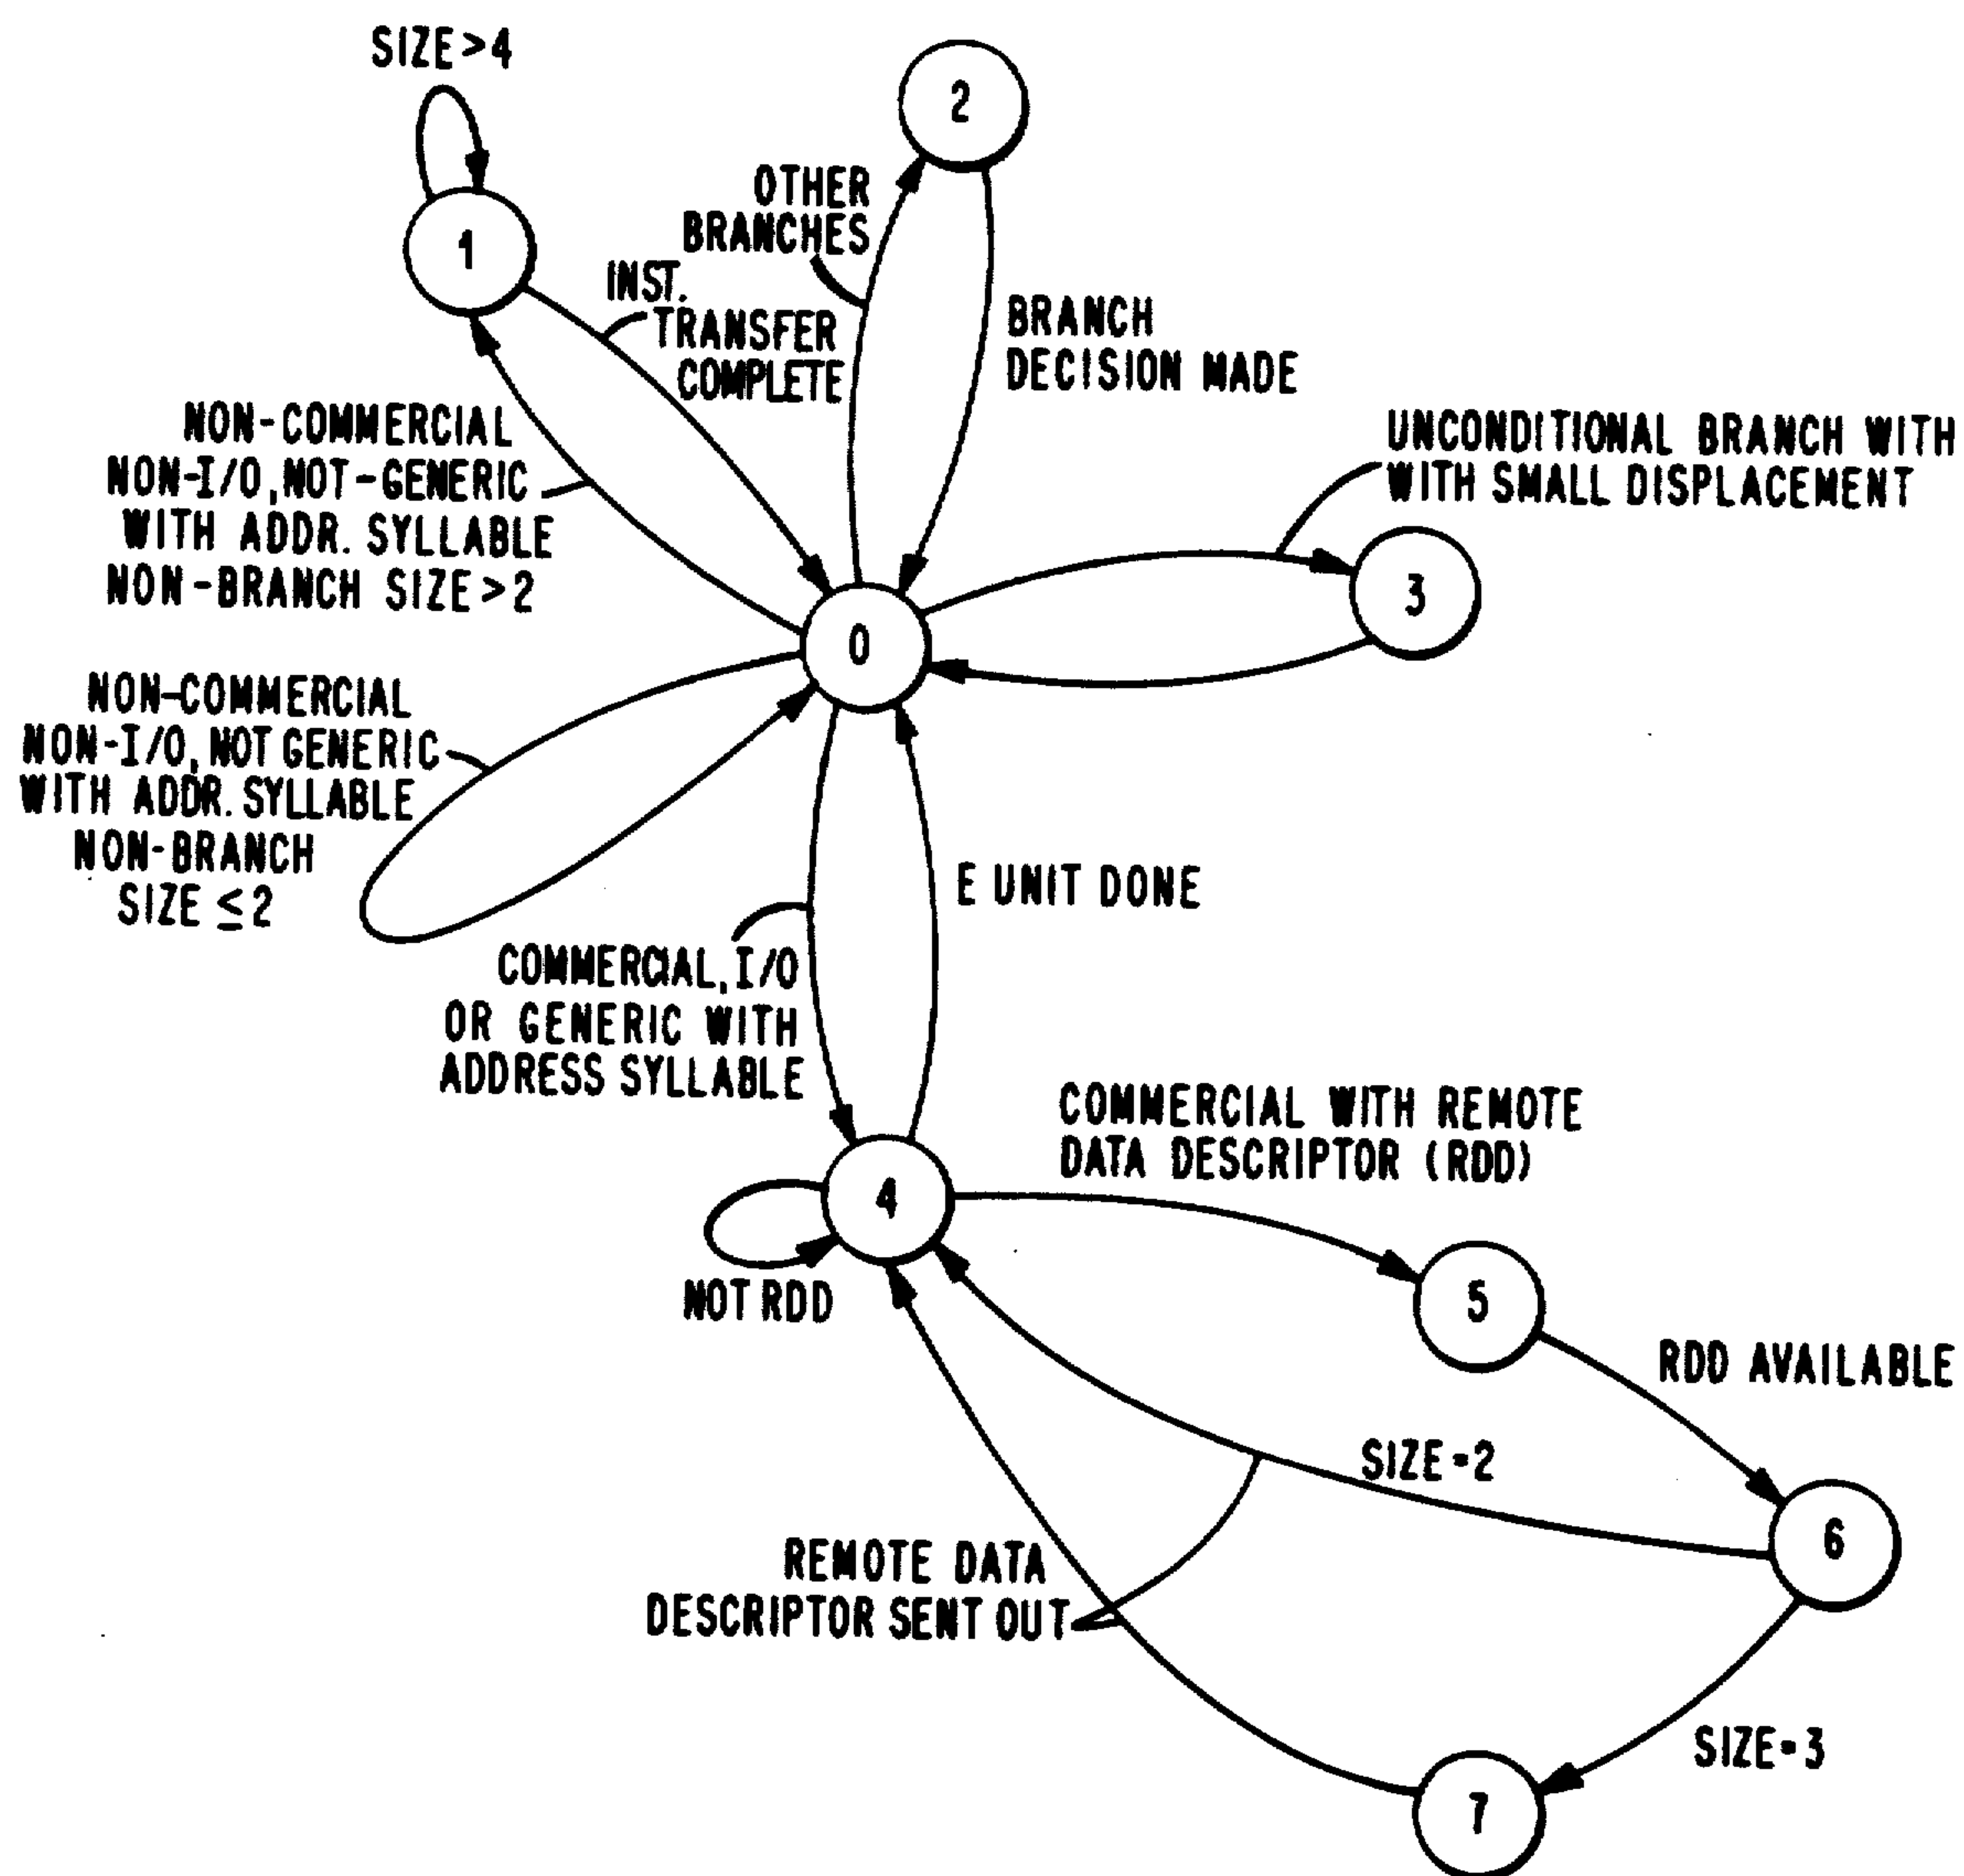 SIZE>4
2
OTHER
BRANCHES
1
INST.
TRANSFER
COMPLETE
BRANCH
DECISION MADE
NON-COMMERCIAL
NON-I/O,NOT-GENERIC
WITH ADDR. SYLLABLE
NON-BRANCH SIZE>2
UNCONDITIONAL BRANCH WITH
WITH SMALL DISPLACEMENT
3
0
NON-COMMERCIAL
NON-I/O, NOT GENERIC
WITH ADDR. SYLLABLE
NON-BRANCH
SIZE ≤2
E UNIT DONE
COMMERCIAL, I/O
OR GENERIC WITH
ADDRESS SYLLABLE
COMMERCIAL WITH REMOTE
DATA DESCRIPTOR (RDD)
4
NOT RDD
5
RDD AVAILABLE
SIZE=2
6
REMOTE DATA
DESCRIPTOR SENT OUT
SIZE=3
7